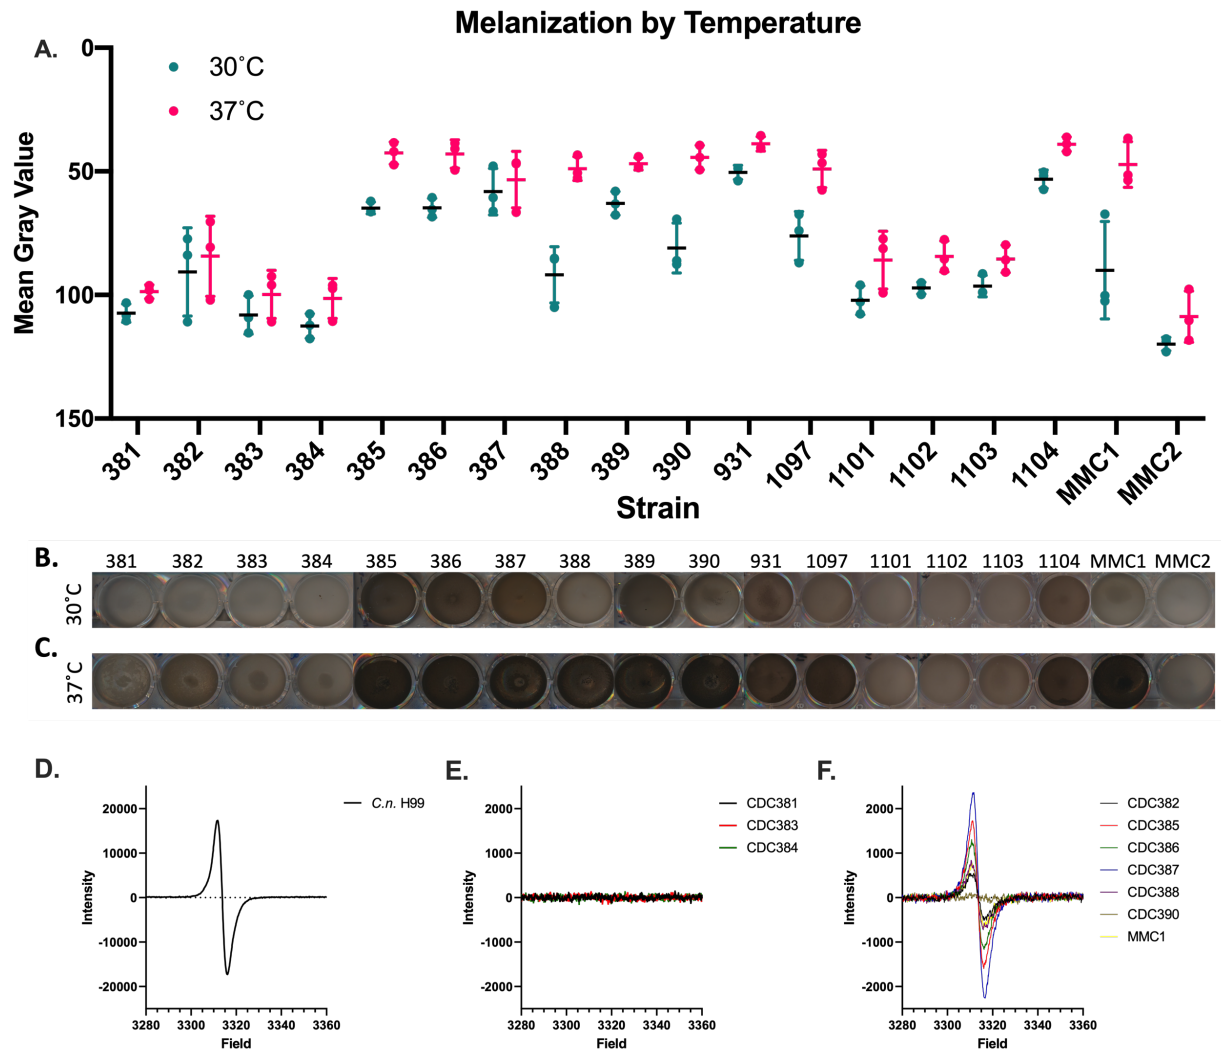 Melanization by Temperature
A.
30°C
37°C
Mean Gray Value
0
50
100
150
381 382 383 384 385 386 387 388 389 390 931 1097 1101 1102 1103 1104 MMC1 MMC2
Strain
B.
381 382 383 384 385 386 387 388 389 390 931 1097 1101 1102 1103 1104 MMC1 MMC2
30°C
C.
37°C
D.
C.n. H99
Intensity
20000
10000
0
-10000
-20000
3280 3300 3320 3340 3360
Field
E.
CDC381
CDC383
CDC384
Intensity
2000
1000
0
-1000
-2000
3280 3300 3320 3340 3360
Field
F.
CDC382
CDC385
CDC386
CDC387
CDC388
CDC390
MMC1
Intensity
2000
1000
0
-1000
-2000
3280 3300 3320 3340 3360
Field